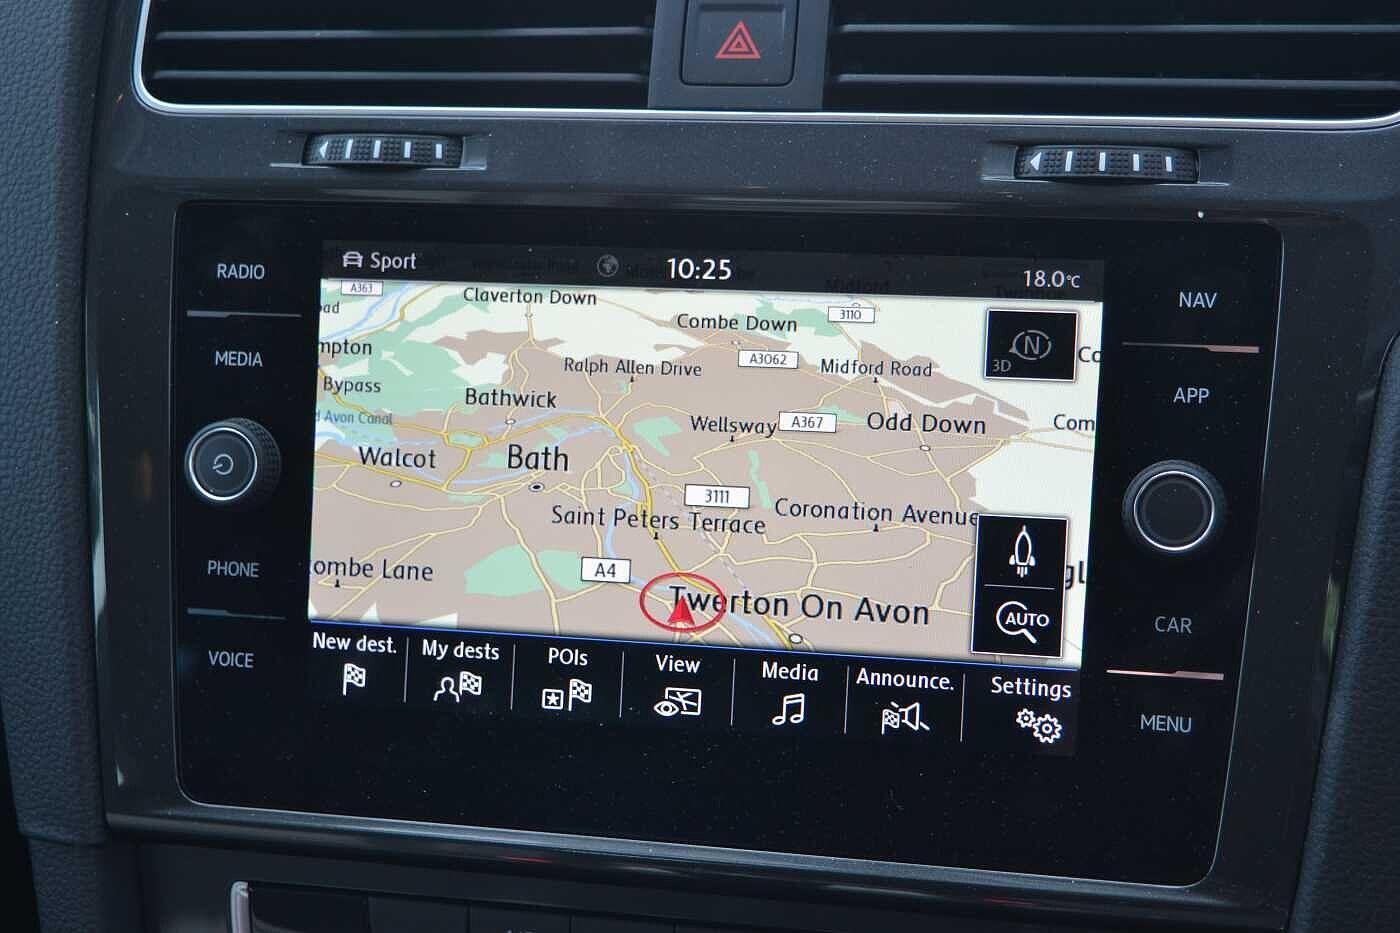 Sport
10:25
18.0°C
RADIO
MEDIA
PHONE
VOICE
NAV
APP
CAR
MENU
A363
Claverton Down
Midford
3110
Combe Down
A3062
N
3D
mpton
Ralph Allen Drive
Midford Road
Bypass
Bathwick
d Avon Canal
Wellsway
A367
Odd Down
Com
Walcot
Bath
3111
Saint Peters Terrace
Coronation Avenue
ombe Lane
A4
Twerton On Avon
AUTO
New dest.
My dests
POIs
View
Media
Announce.
Settings